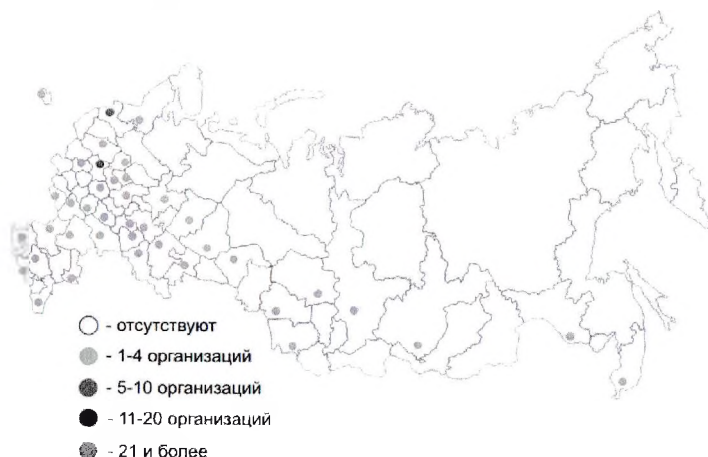 - отсутствуют
- 1-4 организаций
- 5-10 организаций
- 11-20 организаций
- 21 и более